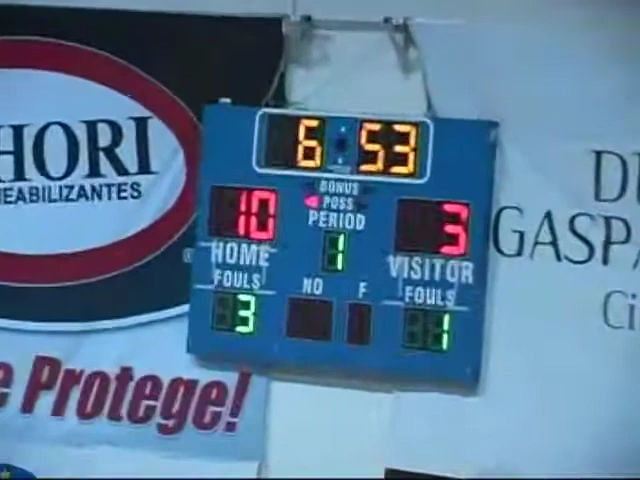 HORI
EABILIZANTES
e Protege!
6 53
BONUS
POSS
PERIOD
10 1 3
HOME VISITOR
FOULS NO F FOULS
3 1
GASPA
Ci